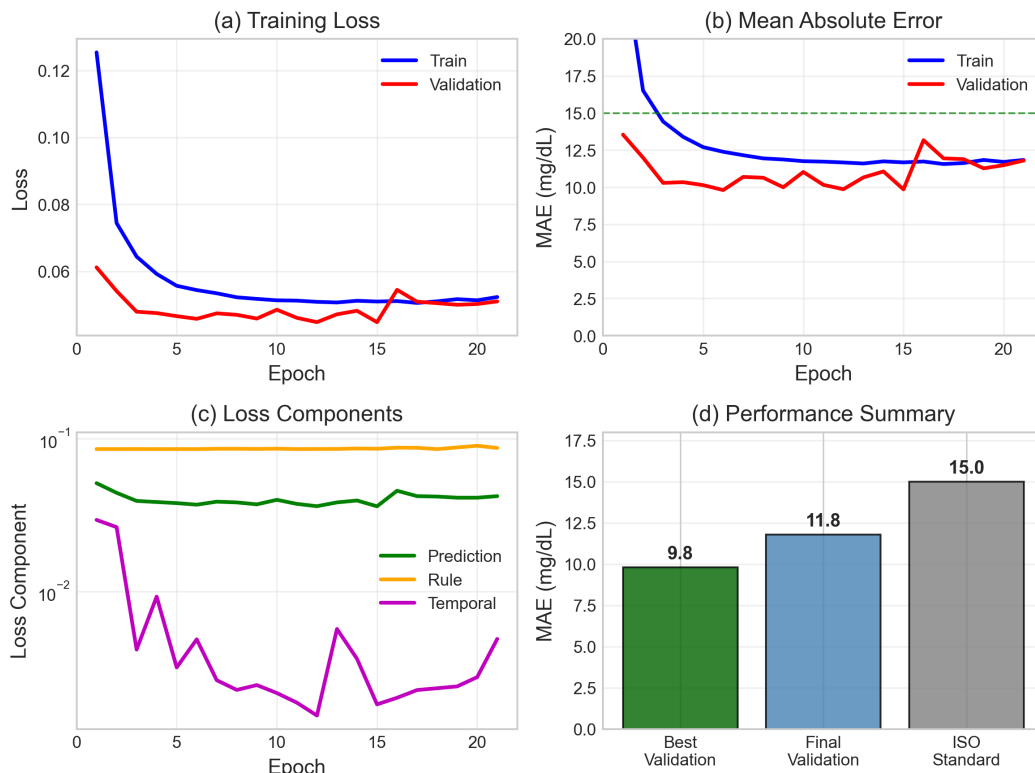 (a) Training Loss
Loss
0.12
0.10
0.08
0.06
0 5 10 15 20
Epoch
Train
Validation
(b) Mean Absolute Error
MAE (mg/dL)
20.0
17.5
15.0
12.5
10.0
7.5
5.0
2.5
0.0
0 5 10 15 20
Epoch
Train
Validation
(c) Loss Components
Loss Component
10⁻¹
10⁻²
0 5 10 15 20
Epoch
Prediction
Rule
Temporal
(d) Performance Summary
MAE (mg/dL)
17.5
15.0
12.5
10.0
7.5
5.0
2.5
0.0
9.8
11.8
15.0
Best
Validation
Final
Validation
ISO
Standard